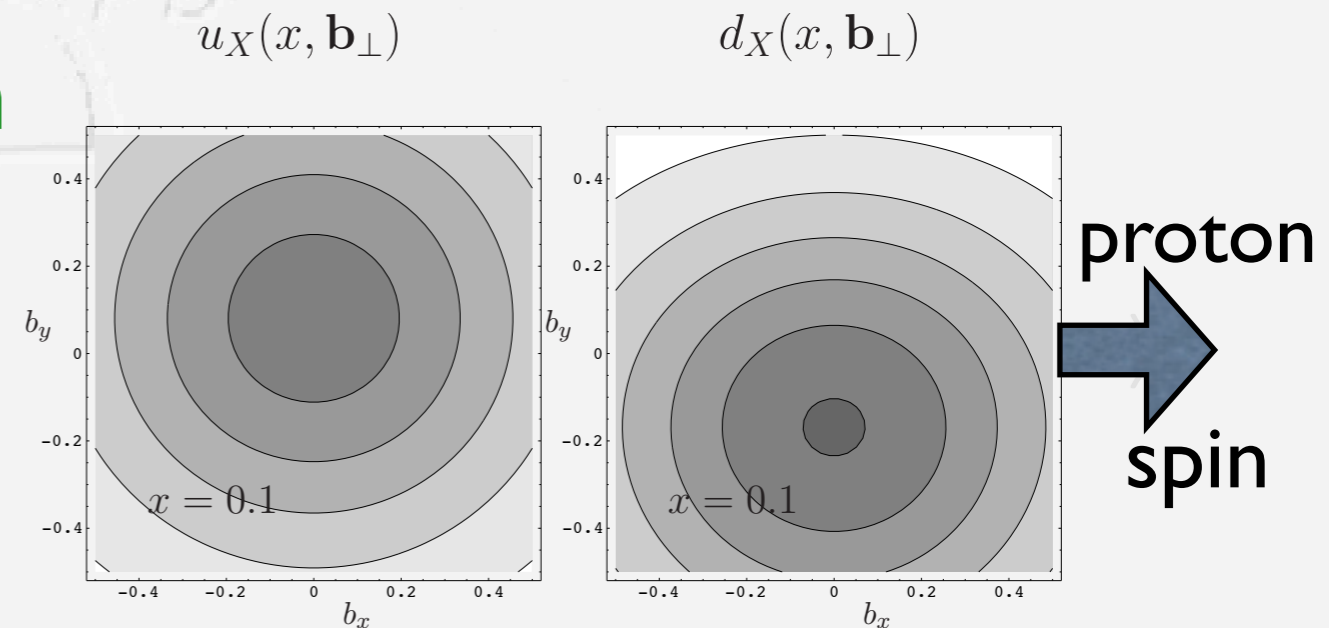 u_X(x, b_⊥)
d_X(x, b_⊥)
0.4
0.2
0
-0.2
-0.4
b_y
x = 0.1
-0.4 -0.2 0 0.2 0.4
b_x
0.4
0.2
0
-0.2
-0.4
b_y
x = 0.1
-0.4 -0.2 0 0.2 0.4
b_x
proton
spin